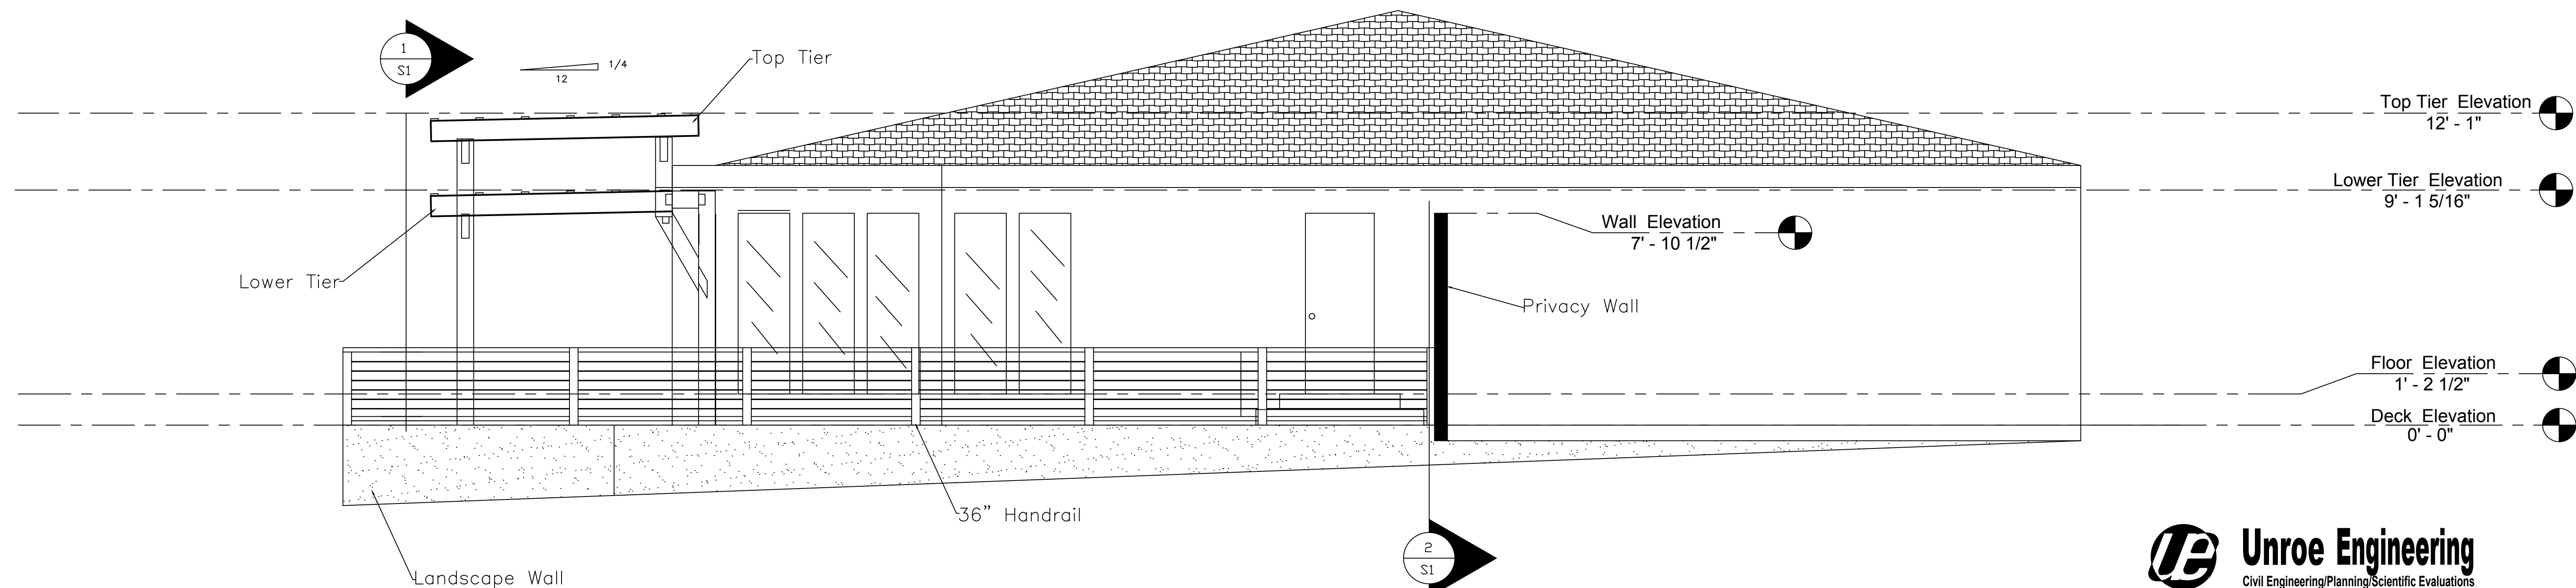 1
S1
12
1/4
Top Tier
Top Tier Elevation
12' - 1"
Lower Tier Elevation
9' - 1 5/16"
Wall Elevation
7' - 10 1/2"
Lower Tier
Privacy Wall
Floor Elevation
1' - 2 1/2"
Deck Elevation
0' - 0"
36" Handrail
Landscape Wall
2
S1
UE
Unroe Engineering
Civil Engineering/Planning/Scientific Evaluations